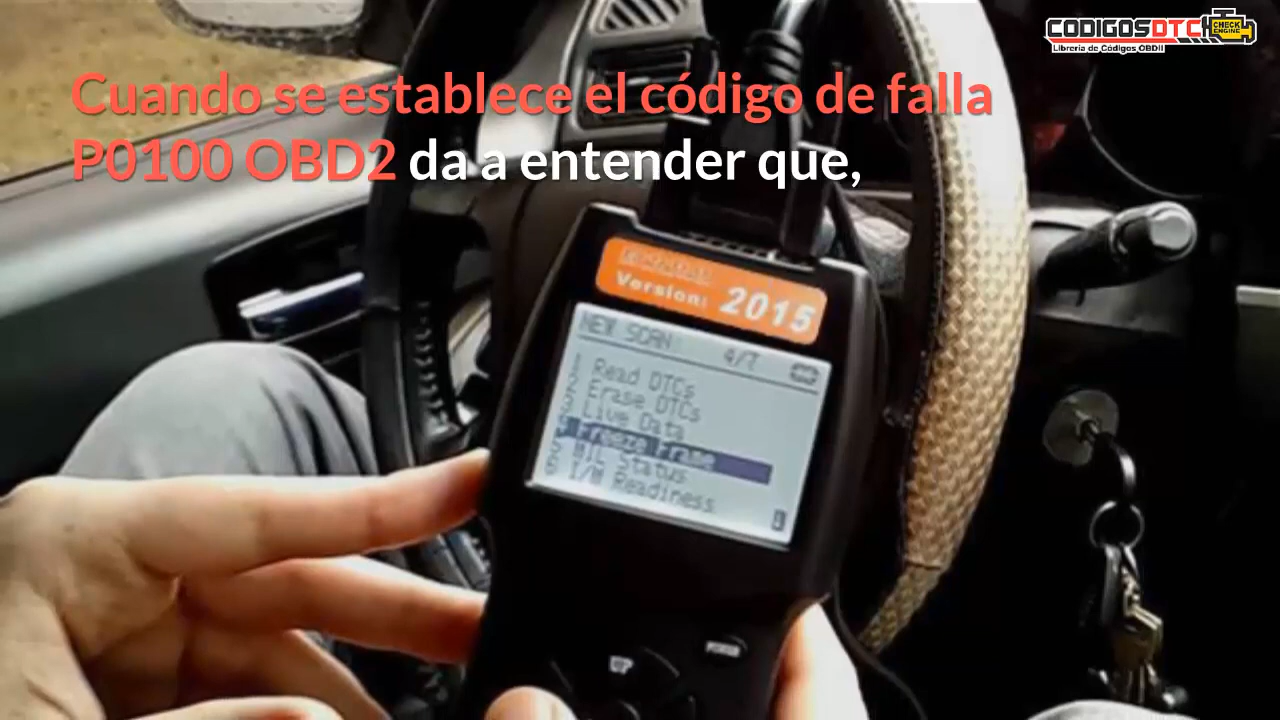 CODIGOSDTC
CHECK
ENGINE
Librería de Códigos OBDII
Cuando se establece el código de falla
P0100 OBD2 da a entender que,
Version: 2015
NEW SCAN 4/7
1 Read DTCs
2 Erase DTCs
3 Live Data
4 Freeze Frase
5 MIL Status
6 I/M Readiness
UP